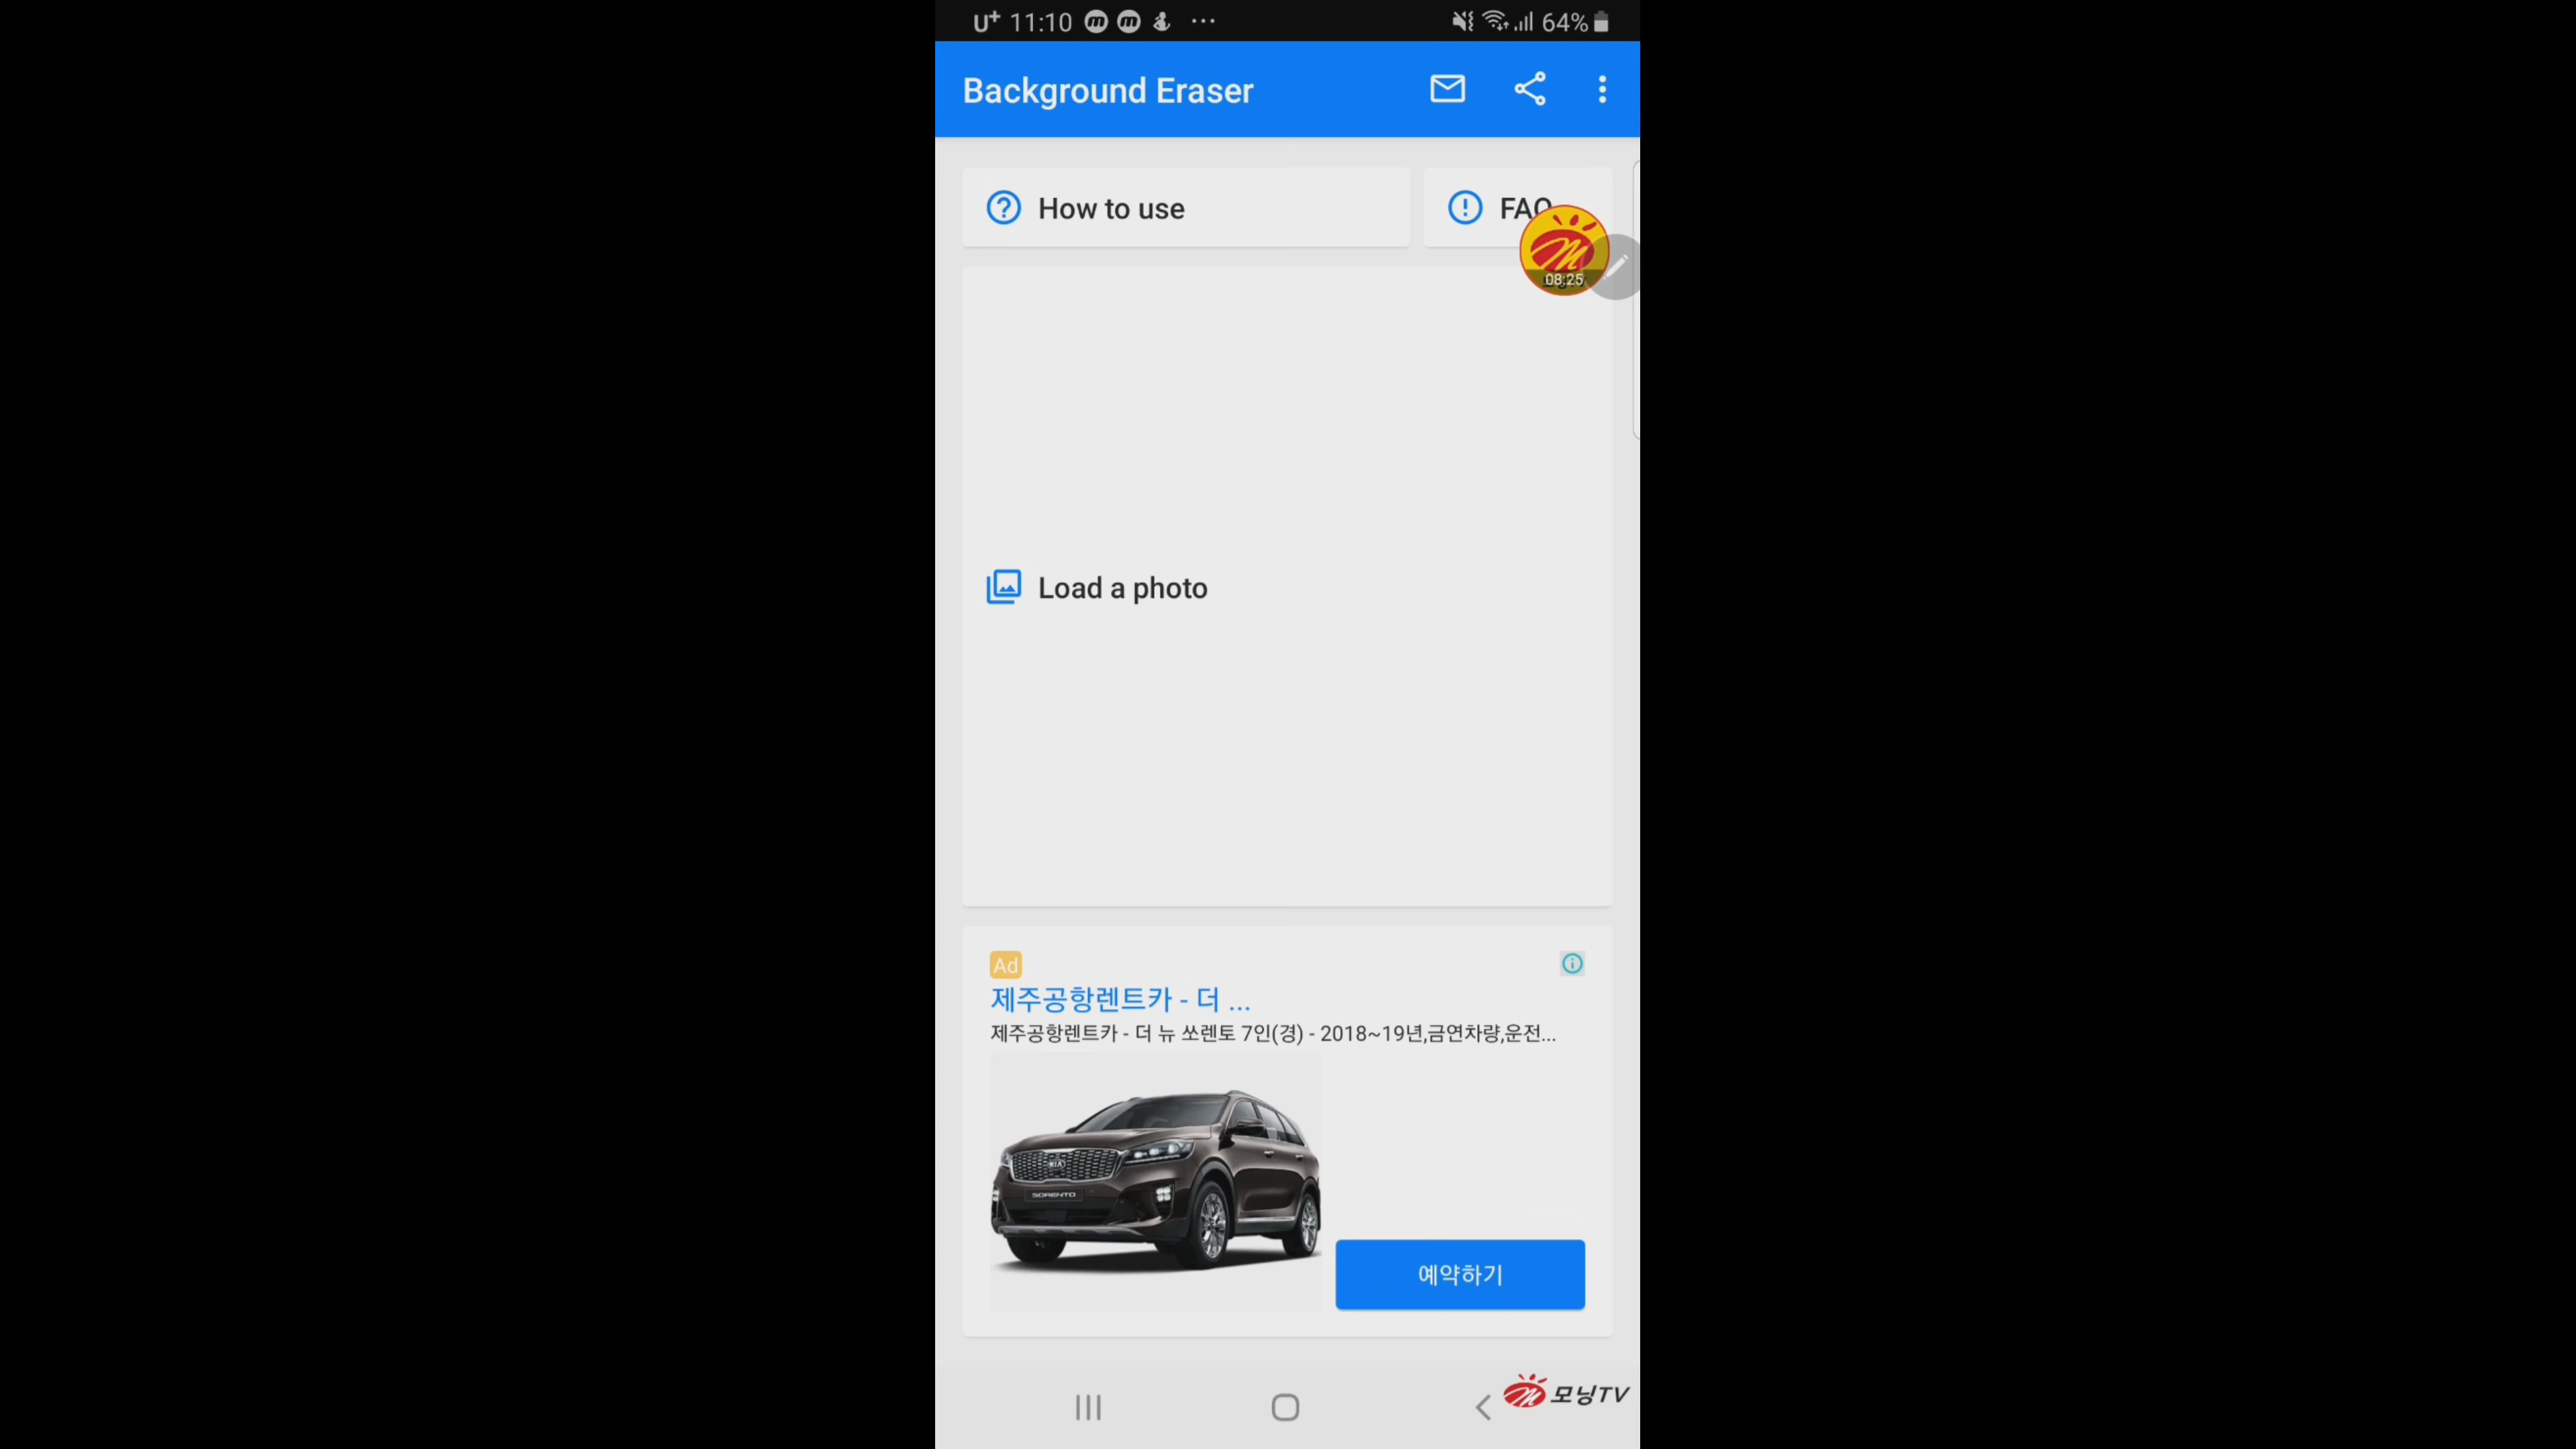 U+ 11:10 64%
Background Eraser
How to use
FAQ
08:25
Load a photo
Ad
제주공항렌트카 - 더 ...
제주공항렌트카 - 더 뉴 쏘렌토 7인(경) - 2018~19년,금연차량,운전...
KIA
SORENTO
예약하기
모닝TV